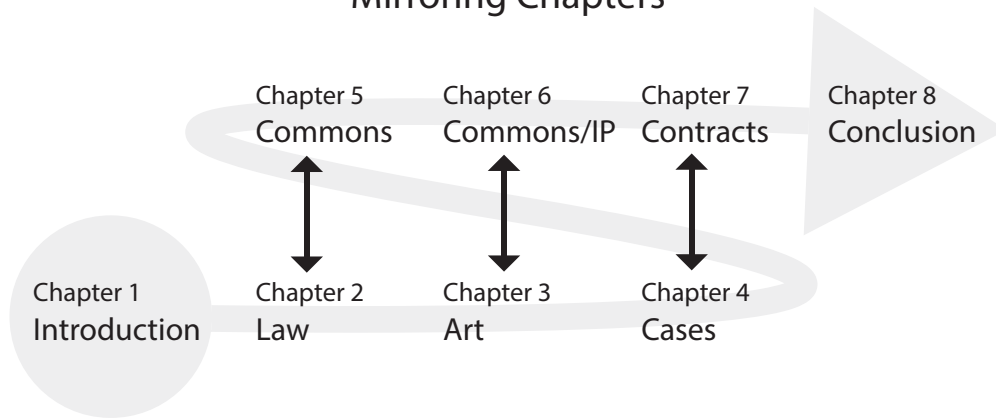 Mirroring Chapters
Chapter 5
Commons
Chapter 6
Commons/IP
Chapter 7
Contracts
Chapter 8
Conclusion
Chapter 1
Introduction
Chapter 2
Law
Chapter 3
Art
Chapter 4
Cases